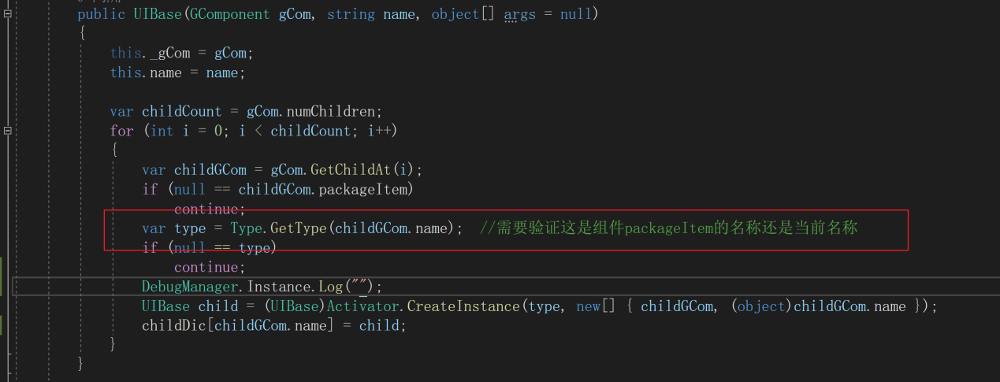 public UIBase(GComponent gCom, string name, object[] args = null)
{
this._gCom = gCom;
this.name = name;
var childCount = gCom.numChildren;
for (int i = 0; i < childCount; i++)
{
var childGCom = gCom.GetChildAt(i);
if (null == childGCom.packageItem)
continue;
var type = Type.GetType(childGCom.name); //需要验证这是组件packageItem的名称还是当前名称
if (null == type)
continue;
DebugManager.Instance.Log("");
UIBase child = (UIBase)Activator.CreateInstance(type, new[] { childGCom, (object)childGCom.name });
childDic[childGCom.name] = child;
}
}